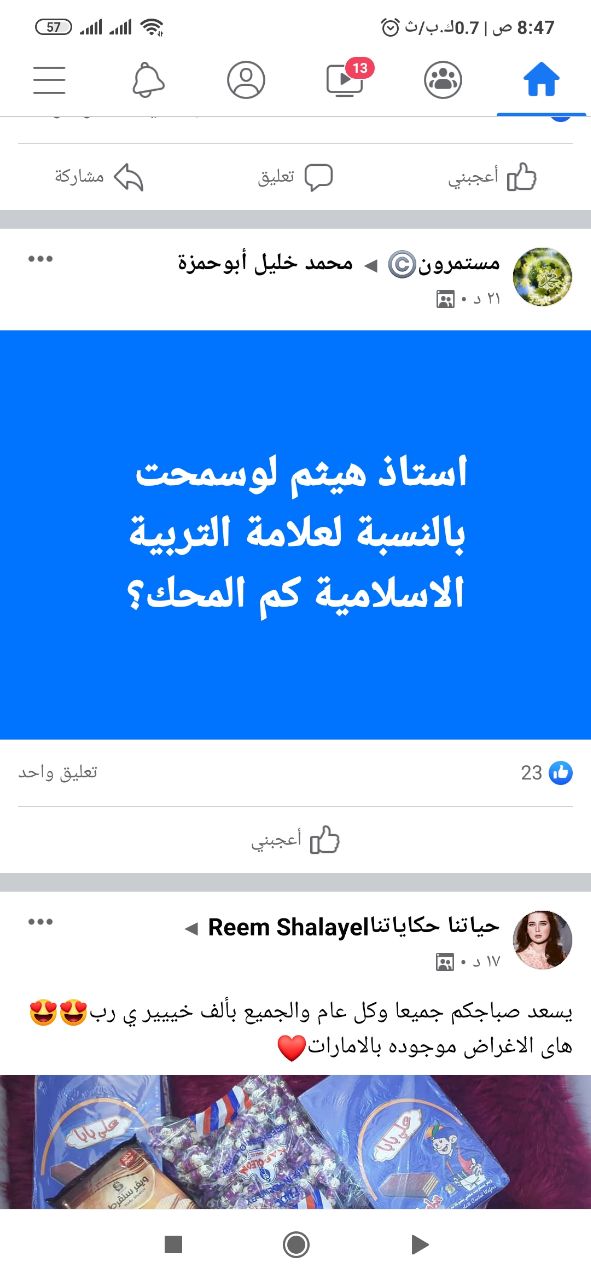 8:47 ص | 0.7ك.ب/ث
57
13
أعجبني
تعليق
مشاركة
مستمرون© ◂ محمد خليل أبوحمزة
٢١ د •
استاذ هيثم لوسمحت
بالنسبة لعلامة التربية
الاسلامية كم المحك؟
23
تعليق واحد
أعجبني
حياتنا حكاياتنا Reem Shalayel ◂
١٧ د •
يسعد صباجكم جميعا وكل عام والجميع بألف خيييير ي رب😍😍
هاى الاغراض موجوده بالامارات❤️
علي بابا
علي بابا
ويفر سنقرط